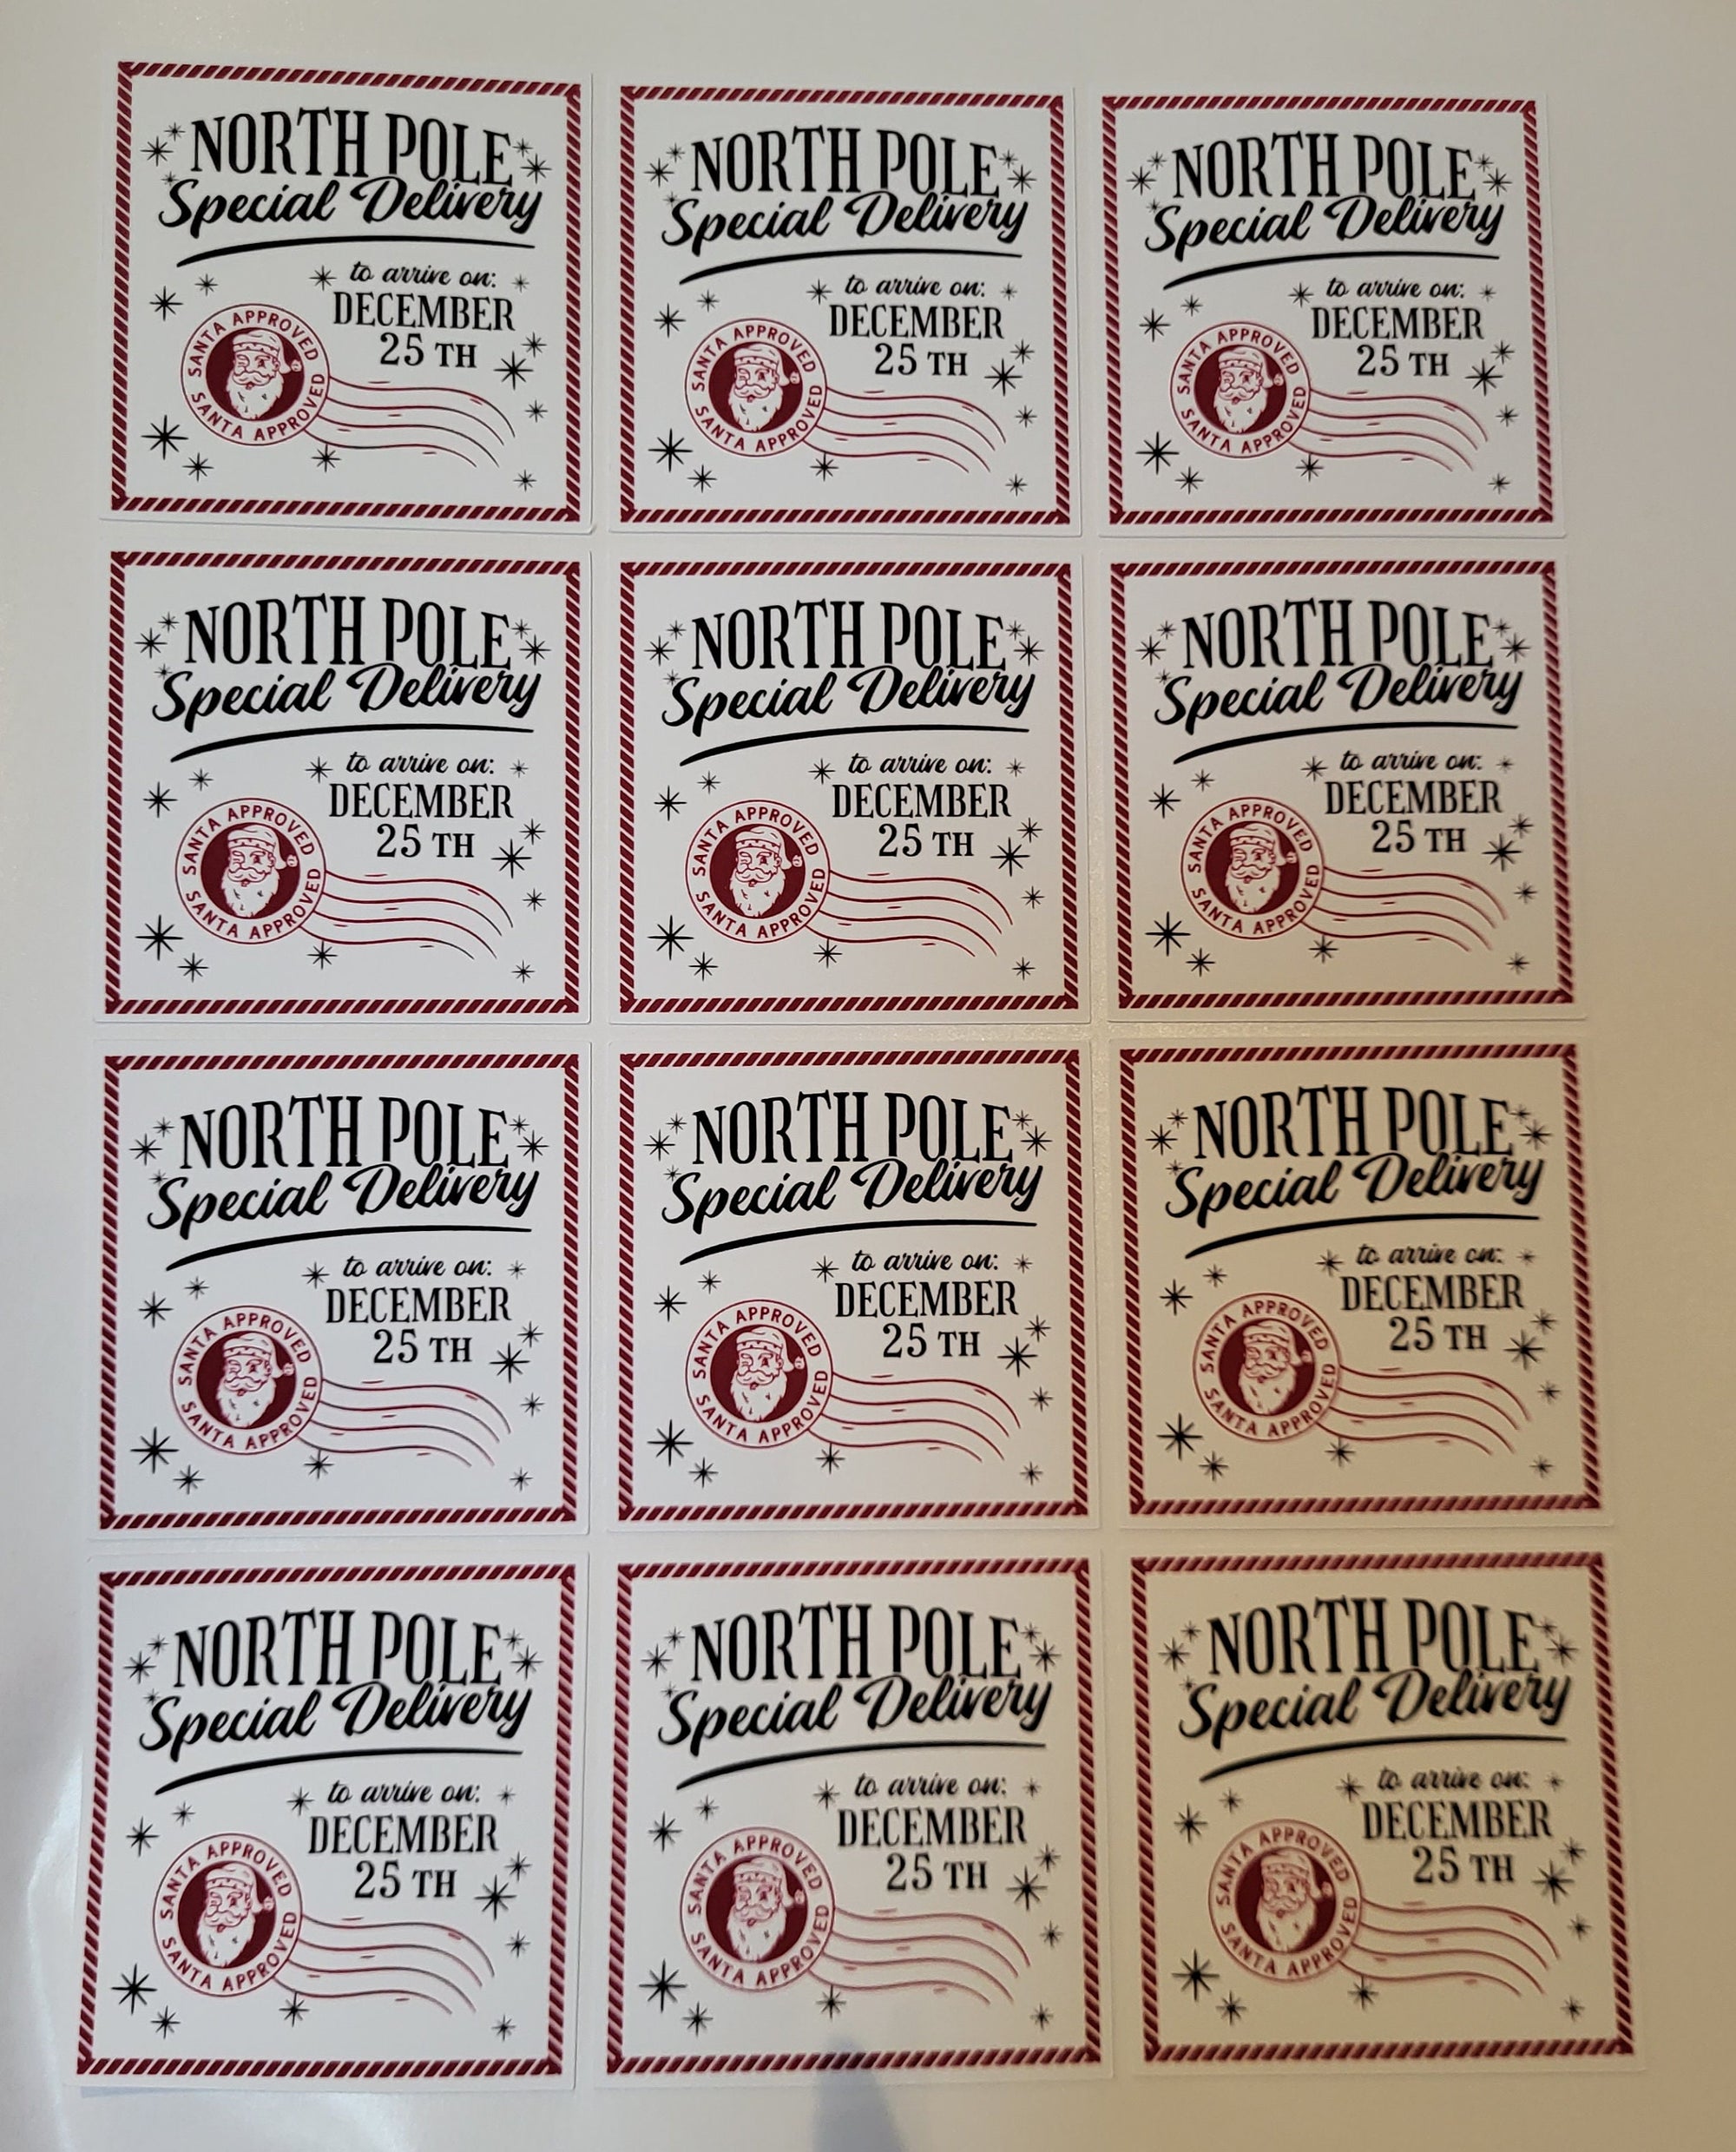 NORTH POLE
Special Delivery
to arrive on:
DECEMBER
25 TH
SANTA APPROVED
SANTA APPROVED
NORTH POLE
Special Delivery
to arrive on:
DECEMBER
25 TH
SANTA APPROVED
SANTA APPROVED
NORTH POLE
Special Delivery
to arrive on:
DECEMBER
25 TH
SANTA APPROVED
SANTA APPROVED
NORTH POLE
Special Delivery
to arrive on:
DECEMBER
25 TH
SANTA APPROVED
SANTA APPROVED
NORTH POLE
Special Delivery
to arrive on:
DECEMBER
25 TH
SANTA APPROVED
SANTA APPROVED
NORTH POLE
Special Delivery
to arrive on:
DECEMBER
25 TH
SANTA APPROVED
SANTA APPROVED
NORTH POLE
Special Delivery
to arrive on:
DECEMBER
25 TH
SANTA APPROVED
SANTA APPROVED
NORTH POLE
Special Delivery
to arrive on:
DECEMBER
25 TH
SANTA APPROVED
SANTA APPROVED
NORTH POLE
Special Delivery
to arrive on:
DECEMBER
25 TH
SANTA APPROVED
SANTA APPROVED
NORTH POLE
Special Delivery
to arrive on:
DECEMBER
25 TH
SANTA APPROVED
SANTA APPROVED
NORTH POLE
Special Delivery
to arrive on:
DECEMBER
25 TH
SANTA APPROVED
SANTA APPROVED
NORTH POLE
Special Delivery
to arrive on:
DECEMBER
25 TH
SANTA APPROVED
SANTA APPROVED